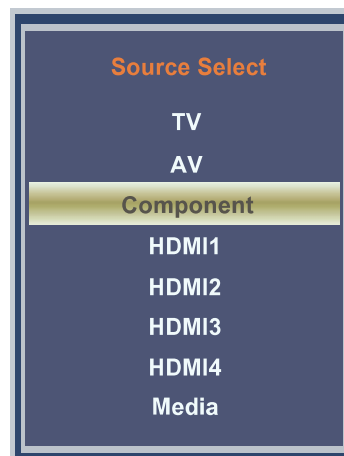 Source Select
TV
AV
Component
HDMI1
HDMI2
HDMI3
HDMI4
Media